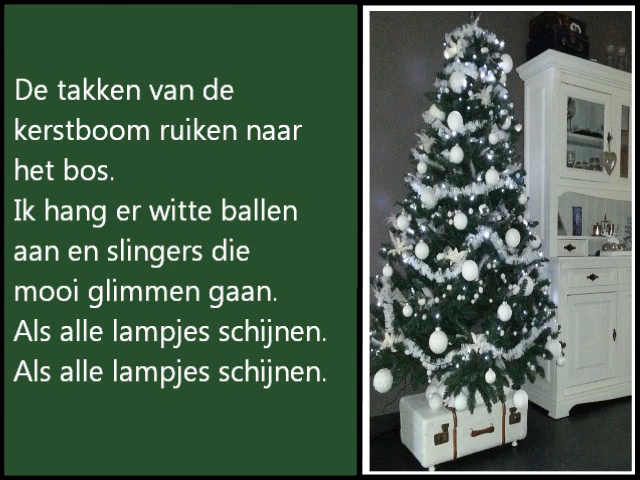 De takken van de
kerstboom ruiken naar
het bos.
Ik hang er witte ballen
aan en slingers die
mooi glimmen gaan.
Als alle lampjes schijnen.
Als alle lampjes schijnen.